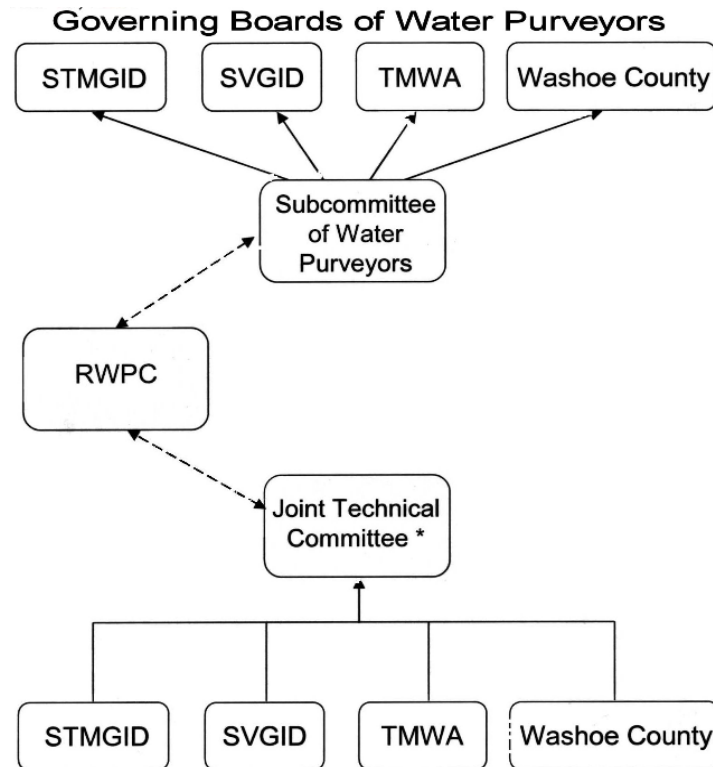 Governing Boards of Water Purveyors
STMGID
SVGID
TMWA
Washoe County
Subcommittee
of Water
Purveyors
RWPC
Joint Technical
Committee *
STMGID
SVGID
TMWA
Washoe County